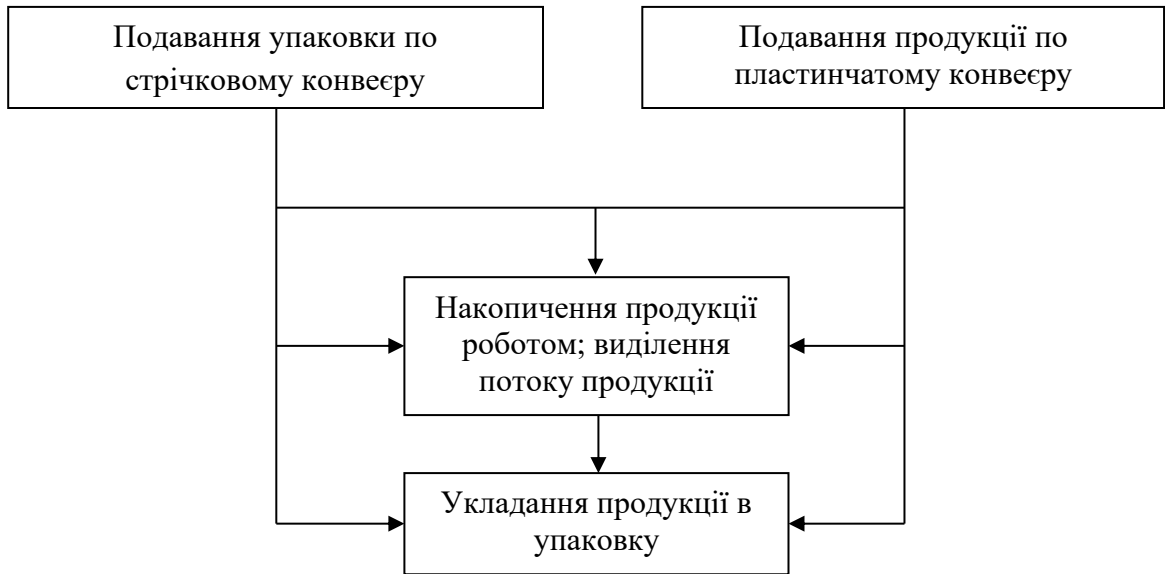 Подавання упаковки по
стрічковому конвеєру
Подавання продукції по
пластинчатому конвеєру
Накопичення продукції
роботом; виділення
потоку продукції
Укладання продукції в
упаковку